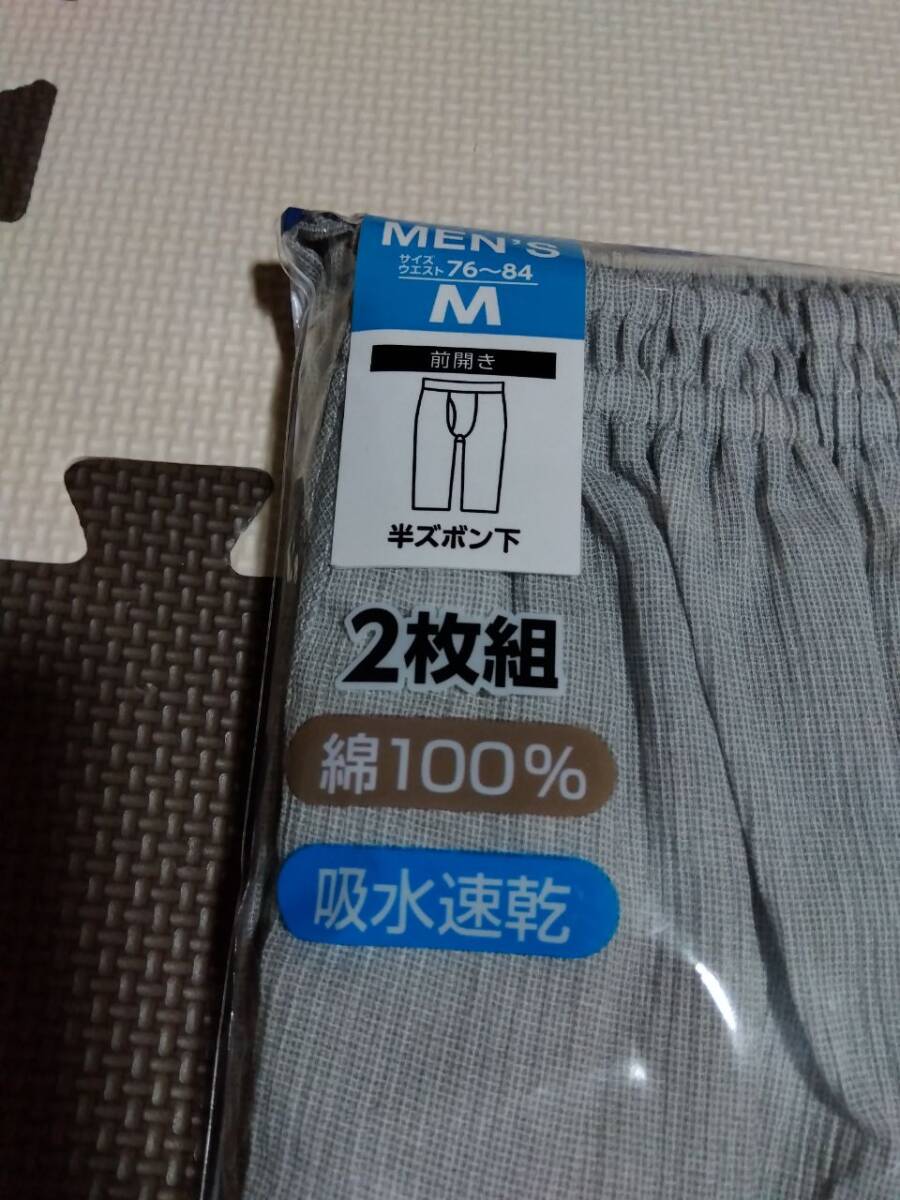 MEN'S
サイズ
ウエスト 76～84
M
前開き
半ズボン下
2枚組
綿100%
吸水速乾